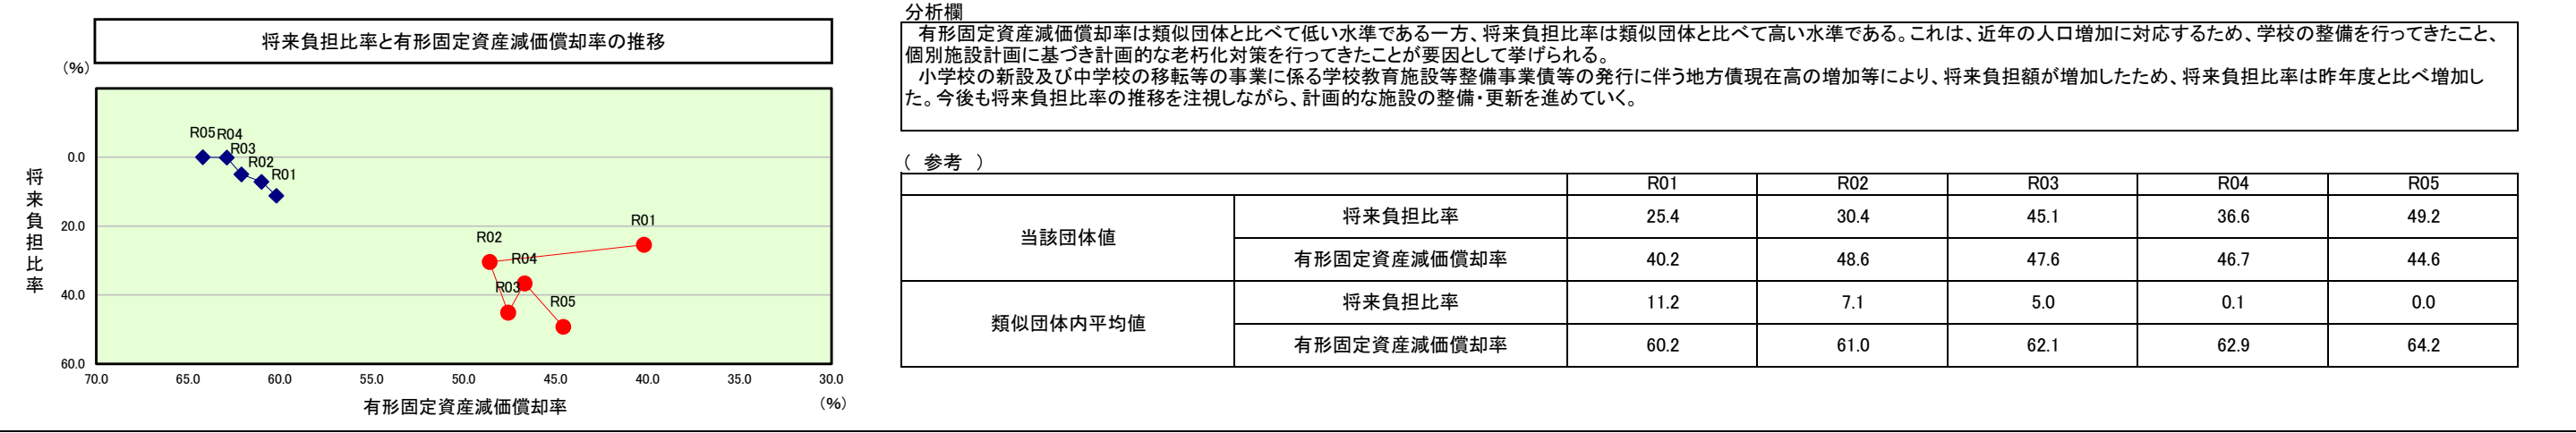 将来負担比率と有形固定資産減価償却率の推移
（%）
将来負担比率
0.0
20.0
40.0
60.0
R05
R04
R03
R02
R01
R01
R02
R04
R03
R05
70.0 65.0 60.0 55.0 50.0 45.0 40.0 35.0 30.0
有形固定資産減価償却率
（%）
分析欄
有形固定資産減価償却率は類似団体と比べて低い水準である一方、将来負担比率は類似団体と比べて高い水準である。これは、近年の人口増加に対応するため、学校の整備を行ってきたこと、
個別施設計画に基づき計画的な老朽化対策を行ってきたことが要因として挙げられる。
小学校の新設及び中学校の移転等の事業に係る学校教育施設等整備事業債等の発行に伴う地方債現在高の増加等により、将来負担額が増加したため、将来負担比率は昨年度と比べ増加し
た。今後も将来負担比率の推移を注視しながら、計画的な施設の整備・更新を進めていく。
（　参考　）
R01 R02 R03 R04 R05
当該団体値
将来負担比率 25.4 30.4 45.1 36.6 49.2
有形固定資産減価償却率 40.2 48.6 47.6 46.7 44.6
類似団体内平均値
将来負担比率 11.2 7.1 5.0 0.1 0.0
有形固定資産減価償却率 60.2 61.0 62.1 62.9 64.2